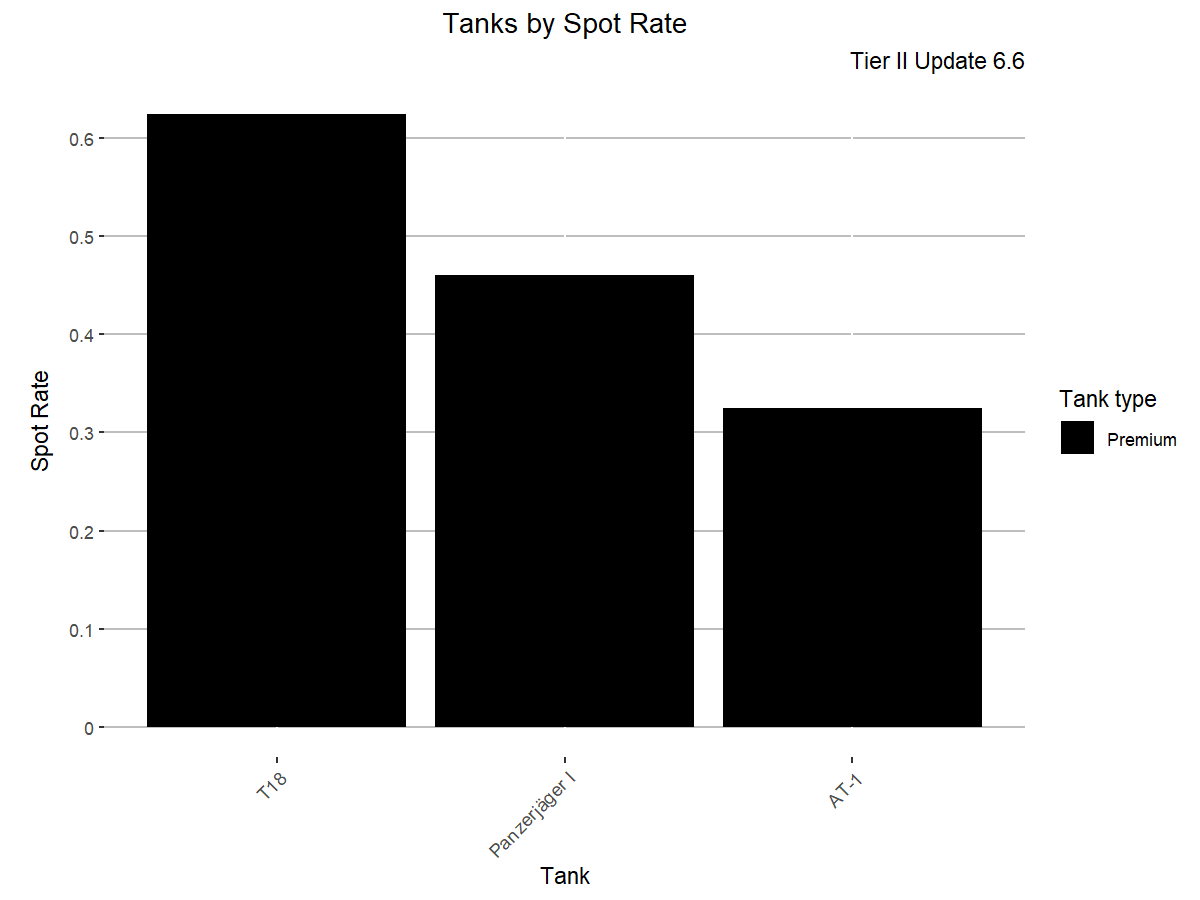 Tanks by Spot Rate
Tier II Update 6.6
0.6
0.5
0.4
0.3
0.2
0.1
0
Spot Rate
T18
Panzerjäger I
AT-1
Tank
Tank type
Premium